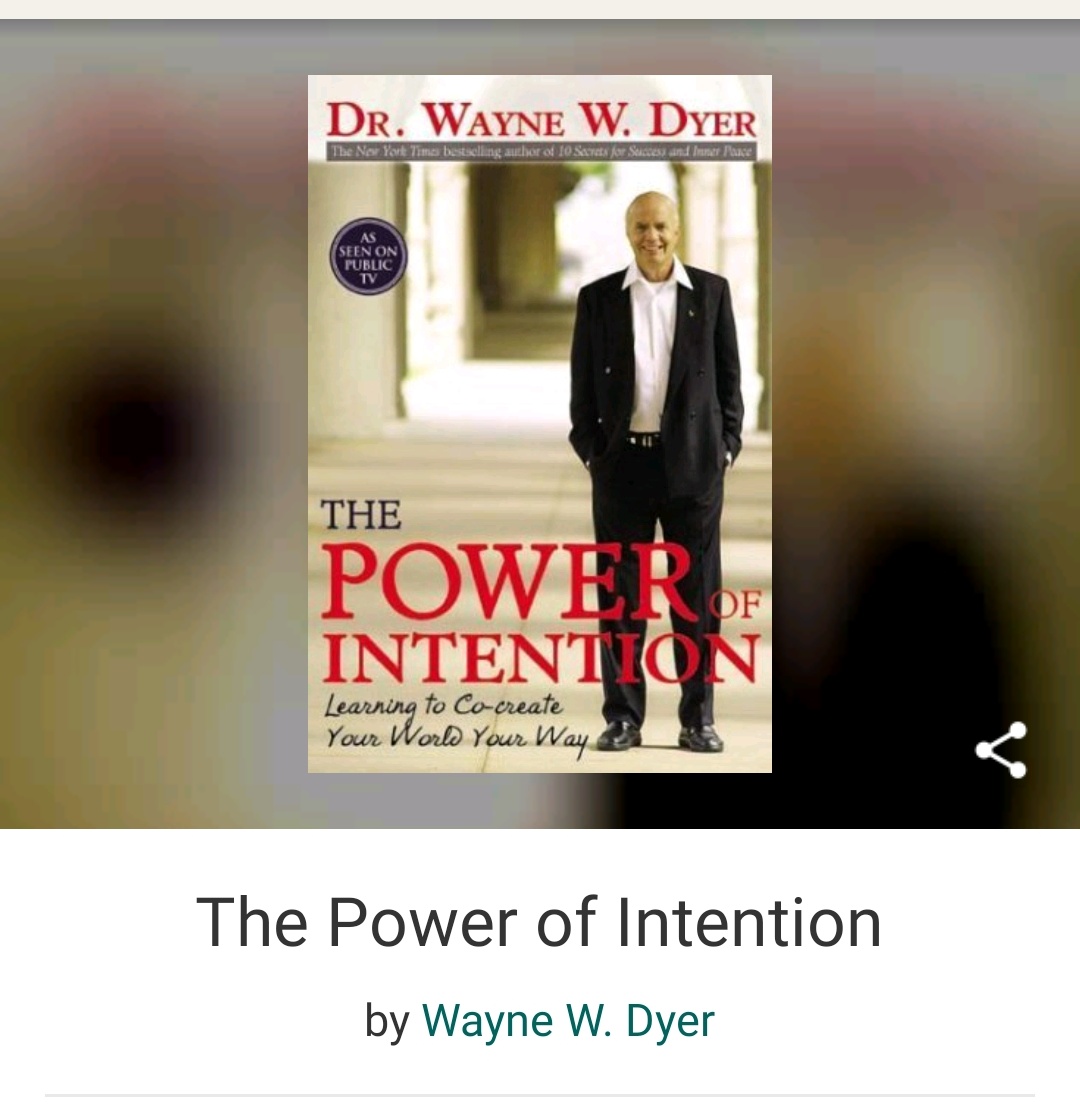 DR. WAYNE W. DYER
The New York Times bestselling author of 10 Secrets for Success and Inner Peace
AS
SEEN ON
PUBLIC
TV
THE
POWER OF
INTENTION
Learning to Co-create
Your World Your Way
The Power of Intention
by Wayne W. Dyer